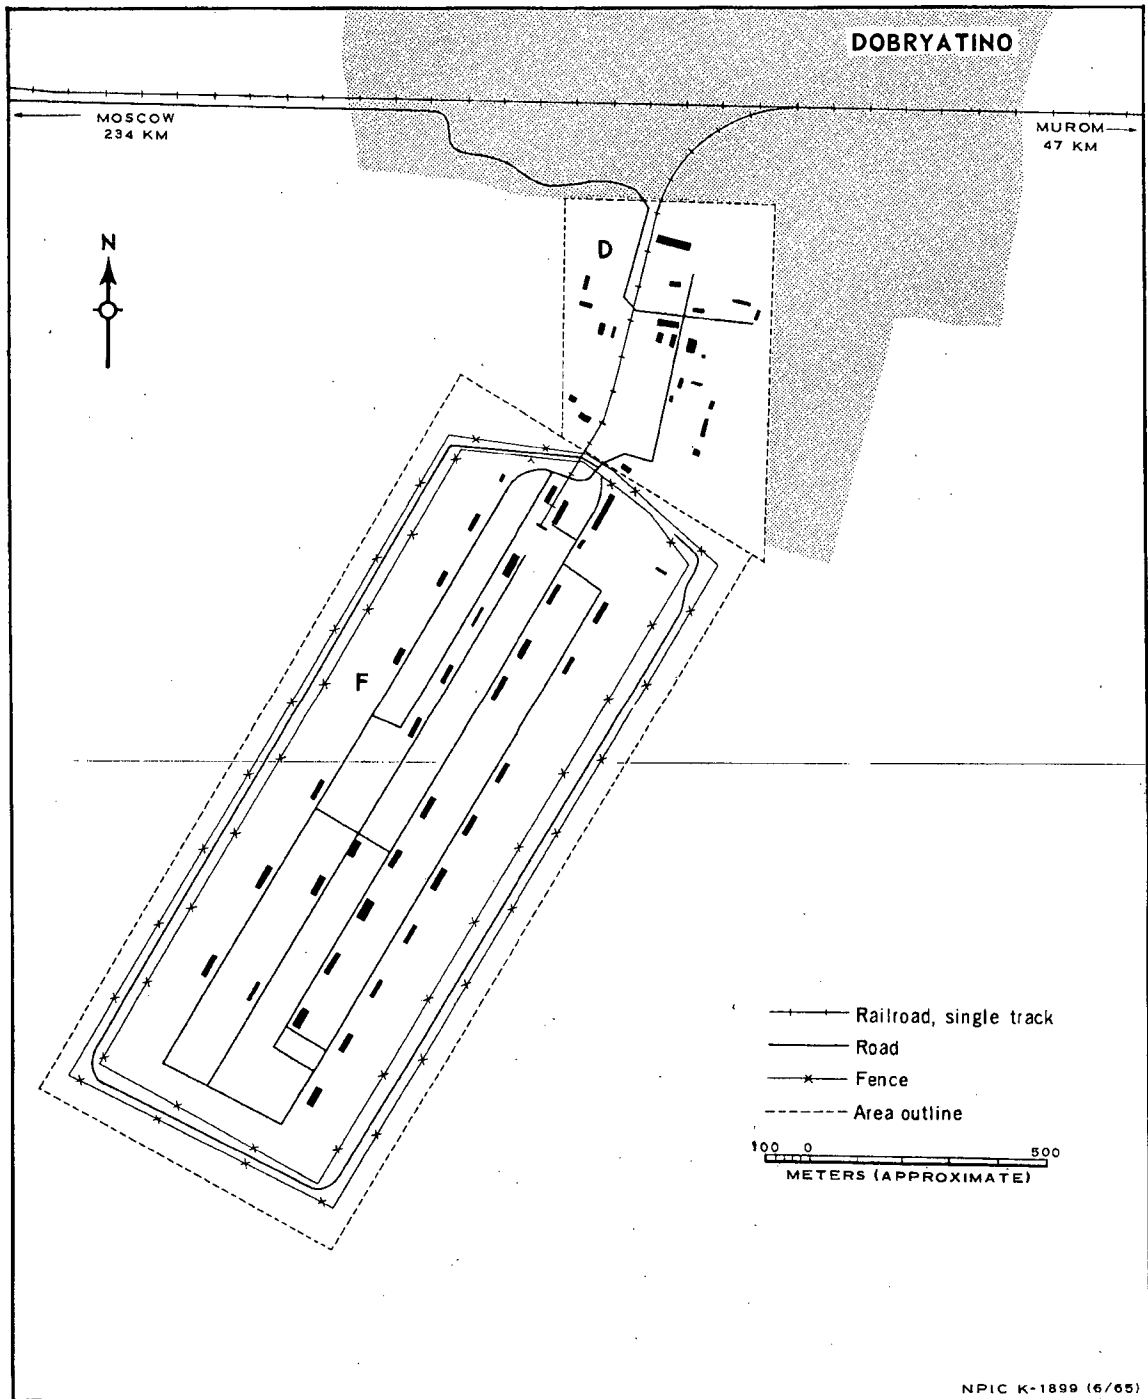 DOBRYATINO
MOSCOW
234 KM
MUROM
47 KM
N
D
F
Railroad, single track
Road
Fence
Area outline
100 0 500
METERS (APPROXIMATE)
NPIC K-1899 (6/65)